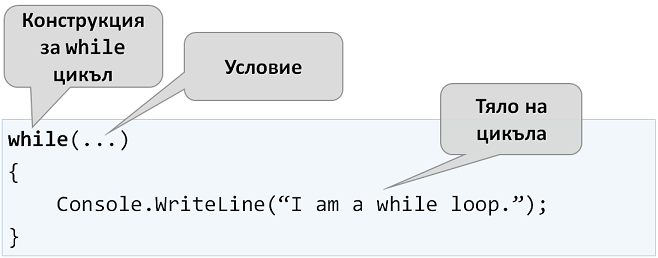 Конструкция
за while
цикъл
Условие
Тяло на
цикъла
while(...)
{
Console.WriteLine(“I am a while loop.”);
}